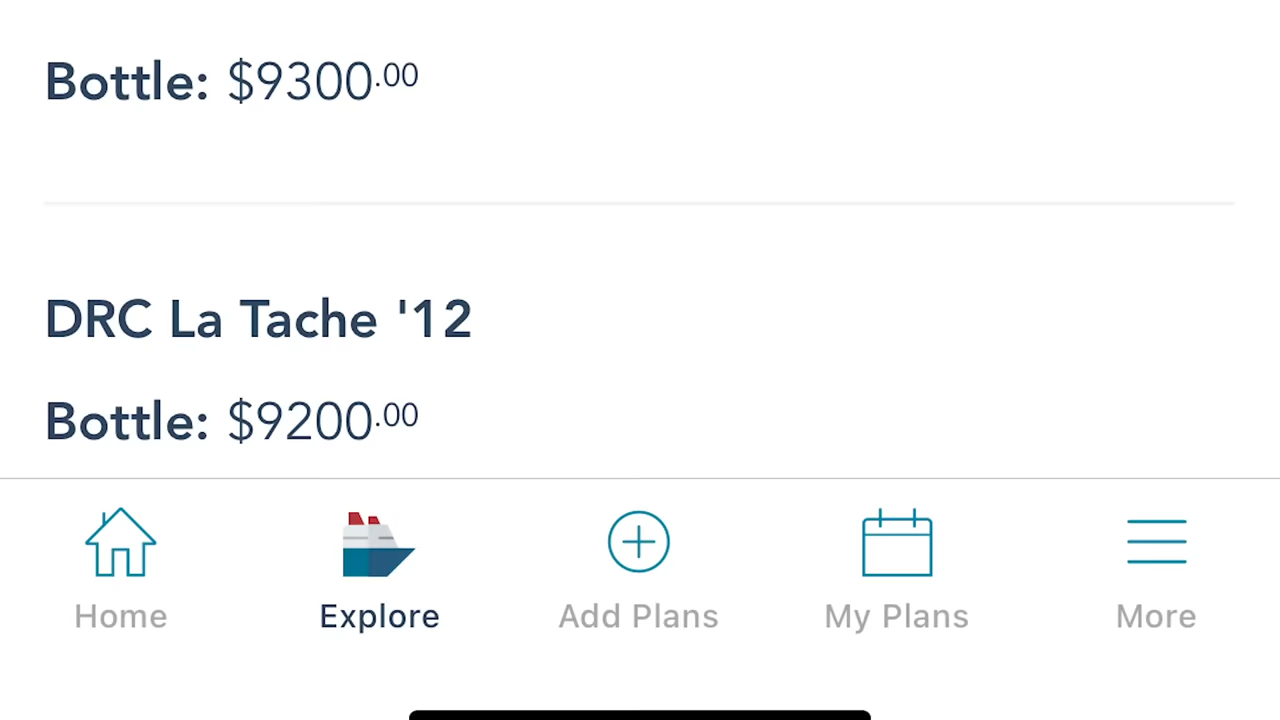 Bottle: $9300.00
DRC La Tache '12
Bottle: $9200.00
Home Explore Add Plans My Plans More